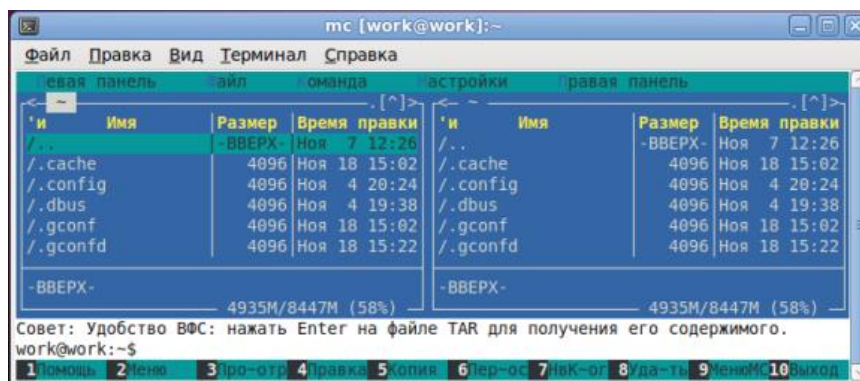 mc [work@work]:~
Файл Правка Вид Терминал Справка
Левая панель Файл Команда Настройки Правая панель
<— ~ .[^]> <— ~ .[^]>
'и Имя Размер Время правки 'и Имя Размер Время правки
/.. -ВВЕРХ- Ноя 7 12:26 /.. -ВВЕРХ- Ноя 7 12:26
/.cache 4096 Ноя 18 15:02 /.cache 4096 Ноя 18 15:02
/.config 4096 Ноя 4 20:24 /.config 4096 Ноя 4 20:24
/.dbus 4096 Ноя 4 19:38 /.dbus 4096 Ноя 4 19:38
/.gconf 4096 Ноя 18 15:02 /.gconf 4096 Ноя 18 15:02
/.gconfd 4096 Ноя 18 15:22 /.gconfd 4096 Ноя 18 15:22
-ВВЕРХ- -ВВЕРХ-
4935M/8447M (58%) 4935M/8447M (58%)
Совет: Удобство ВФС: нажать Enter на файле TAR для получения его содержимого.
work@work:~$
1Помощь 2Меню 3Про~отр 4Правка 5Копия 6Пер~ос 7НвК~ог 8Уда~ть 9МенюMC 10Выход